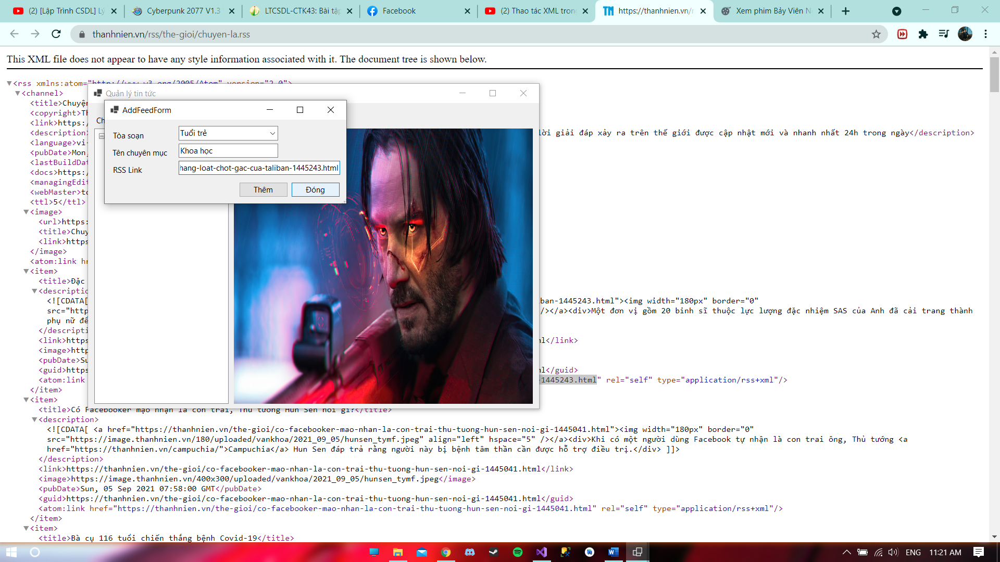 (2) [Lập Trình CSDL] Lý
Cyberpunk 2077 V1.3
LTCSDL-CTK43: Bài tập
Facebook
(2) Thao tác XML trong
https://thanhnien.vn/r
Xem phim Bảy Viên N
thanhnien.vn/rss/the-gioi/chuyen-la.rss
This XML file does not appear to have any style information associated with it. The document tree is shown below.
<rss xmlns:atom="http://www.w3.org/2005/Atom" version="2.0">
<channel>
Quản lý tin tức
<title>Chuyện
AddFeedForm
<copyright>Th
<link>https:/
Ch
<description>
lời giải đáp xảy ra trên thế giới được cập nhật mới và nhanh nhất 24h trong ngày</description>
Tòa soạn
Tuổi trẻ
<language>vi-
<pubDate>Mon,
Tên chuyên mục
Khoa học
<lastBuildDat
<docs>https:/
RSS Link
hang-loat-chot-gac-cua-taliban-1445243.html
<managingEdit
<webMaster>to
Thêm
Đóng
<ttl>5</ttl>
<image>
<url>https:
<title>Chuy
<link>https
</image>
<atom:link hr
<item>
<title>Đặc
<descriptio
<![CDATA[
iban-1445243.html"><img width="180px" border="0"
src="http
/></a><div>Một đơn vị gồm 20 binh sĩ thuộc lực lượng đặc nhiệm SAS của Anh đã cải trang thành
phụ nữ để
</descripti
<link>https
ml</link>
<image>http
<pubDate>Su
<guid>https
ml</guid>
<atom:link
-1445243.html" rel="self" type="application/rss+xml"/>
</item>
<item>
<title>Có Facebooker mạo nhận là con trai, Thủ tướng Hun Sen nói gì?</title>
<description>
<![CDATA[ <a href="https://thanhnien.vn/the-gioi/co-facebooker-mao-nhan-la-con-trai-thu-tuong-hun-sen-noi-gi-1445041.html"><img width="180px" border="0"
src="https://image.thanhnien.vn/180/uploaded/vankhoa/2021_09_05/hunsen_tymf.jpeg" align="left" hspace="5" /></a><div>Khi có một người dùng Facebook tự nhận là con trai ông, Thủ tướng <a
href="https://thanhnien.vn/campuchia/">Campuchia</a> Hun Sen đáp trả rằng người này bị bệnh tâm thần cần được hỗ trợ điều trị.</div> ]]>
</description>
<link>https://thanhnien.vn/the-gioi/co-facebooker-mao-nhan-la-con-trai-thu-tuong-hun-sen-noi-gi-1445041.html</link>
<image>https://image.thanhnien.vn/400x300/uploaded/vankhoa/2021_09_05/hunsen_tymf.jpeg</image>
<pubDate>Sun, 05 Sep 2021 07:58:00 GMT</pubDate>
<guid>https://thanhnien.vn/the-gioi/co-facebooker-mao-nhan-la-con-trai-thu-tuong-hun-sen-noi-gi-1445041.html</guid>
<atom:link href="https://thanhnien.vn/the-gioi/co-facebooker-mao-nhan-la-con-trai-thu-tuong-hun-sen-noi-gi-1445041.html" rel="self" type="application/rss+xml"/>
</item>
<item>
<title>Bà cụ 116 tuổi chiến thắng bệnh Covid-19</title>
ENG
11:21 AM